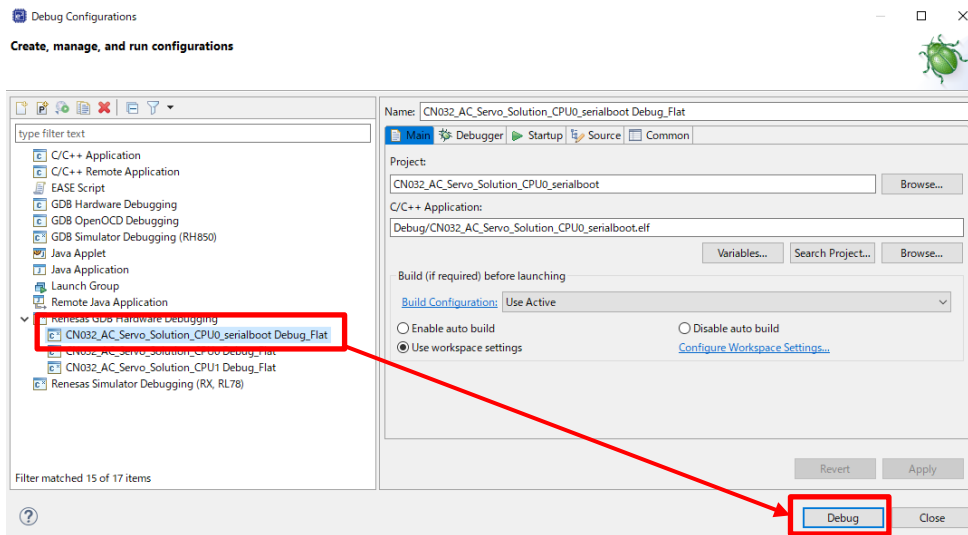 Debug Configurations
Create, manage, and run configurations
type filter text
C/C++ Application
C/C++ Remote Application
EASE Script
GDB Hardware Debugging
GDB OpenOCD Debugging
GDB Simulator Debugging (RH850)
Java Applet
Java Application
Launch Group
Remote Java Application
Renesas GDB Hardware Debugging
CN032_AC_Servo_Solution_CPU0_serialboot Debug_Flat
CN032_AC_Servo_Solution_CPU0 Debug_Flat
CN032_AC_Servo_Solution_CPU1 Debug_Flat
Renesas Simulator Debugging (RX, RL78)
Filter matched 15 of 17 items
Name: CN032_AC_Servo_Solution_CPU0_serialboot Debug_Flat
Main Debugger Startup Source Common
Project:
CN032_AC_Servo_Solution_CPU0_serialboot Browse...
C/C++ Application:
Debug/CN032_AC_Servo_Solution_CPU0_serialboot.elf
Variables... Search Project... Browse...
Build (if required) before launching
Build Configuration: Use Active
Enable auto build Disable auto build
Use workspace settings Configure Workspace Settings...
Revert Apply
? Debug Close